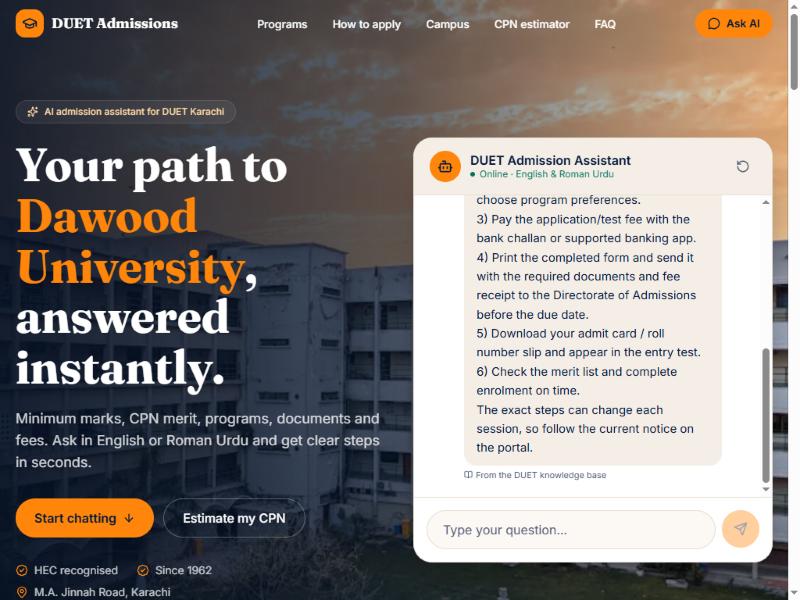 DUET Admissions
Programs
How to apply
Campus
CPN estimator
FAQ
Ask AI
AI admission assistant for DUET Karachi
Your path to
Dawood
University,
answered
instantly.
Minimum marks, CPN merit, programs, documents and
fees. Ask in English or Roman Urdu and get clear steps
in seconds.
Start chatting
Estimate my CPN
HEC recognised
Since 1962
M.A. Jinnah Road, Karachi
DUET Admission Assistant
Online · English & Roman Urdu
choose program preferences.
3) Pay the application/test fee with the
bank challan or supported banking app.
4) Print the completed form and send it
with the required documents and fee
receipt to the Directorate of Admissions
before the due date.
5) Download your admit card / roll
number slip and appear in the entry test.
6) Check the merit list and complete
enrolment on time.
The exact steps can change each
session, so follow the current notice on
the portal.
From the DUET knowledge base
Type your question...